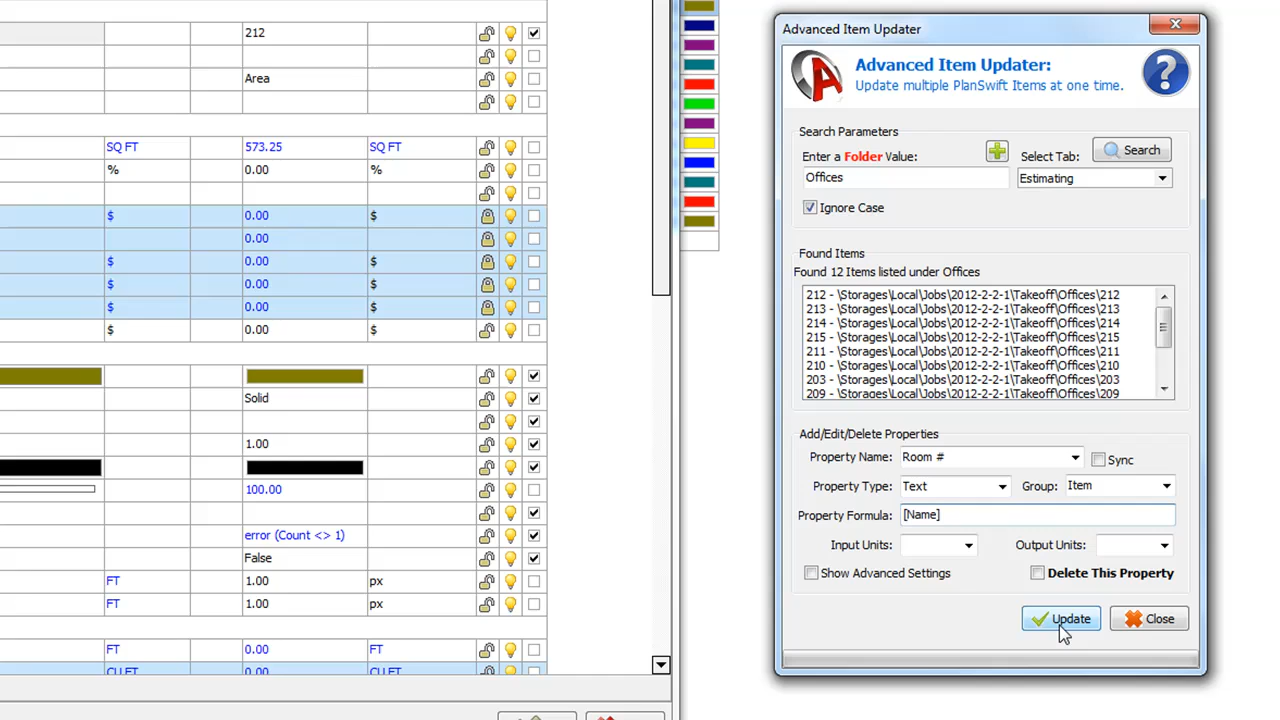 212
Area
SQ FT 573.25 SQ FT
% 0.00 %
$ 0.00 $
0.00
$ 0.00 $
$ 0.00 $
$ 0.00 $
$ 0.00 $
Solid
1.00
100.00
error (Count <> 1)
False
FT 1.00 px
FT 1.00 px
FT 0.00 FT
CU FT 0.00 CU FT
Advanced Item Updater
Advanced Item Updater:
Update multiple PlanSwift Items at one time.
Search Parameters
Enter a Folder Value: Select Tab: Search
Offices Estimating
Ignore Case
Found Items
Found 12 Items listed under Offices
212 - \Storages\Local\Jobs\2012-2-2-1\Takeoff\Offices\212
213 - \Storages\Local\Jobs\2012-2-2-1\Takeoff\Offices\213
214 - \Storages\Local\Jobs\2012-2-2-1\Takeoff\Offices\214
215 - \Storages\Local\Jobs\2012-2-2-1\Takeoff\Offices\215
211 - \Storages\Local\Jobs\2012-2-2-1\Takeoff\Offices\211
210 - \Storages\Local\Jobs\2012-2-2-1\Takeoff\Offices\210
203 - \Storages\Local\Jobs\2012-2-2-1\Takeoff\Offices\203
209 - \Storages\Local\Jobs\2012-2-2-1\Takeoff\Offices\209
Add/Edit/Delete Properties
Property Name: Room # Sync
Property Type: Text Group: Item
Property Formula: [Name]
Input Units: Output Units:
Show Advanced Settings Delete This Property
Update Close